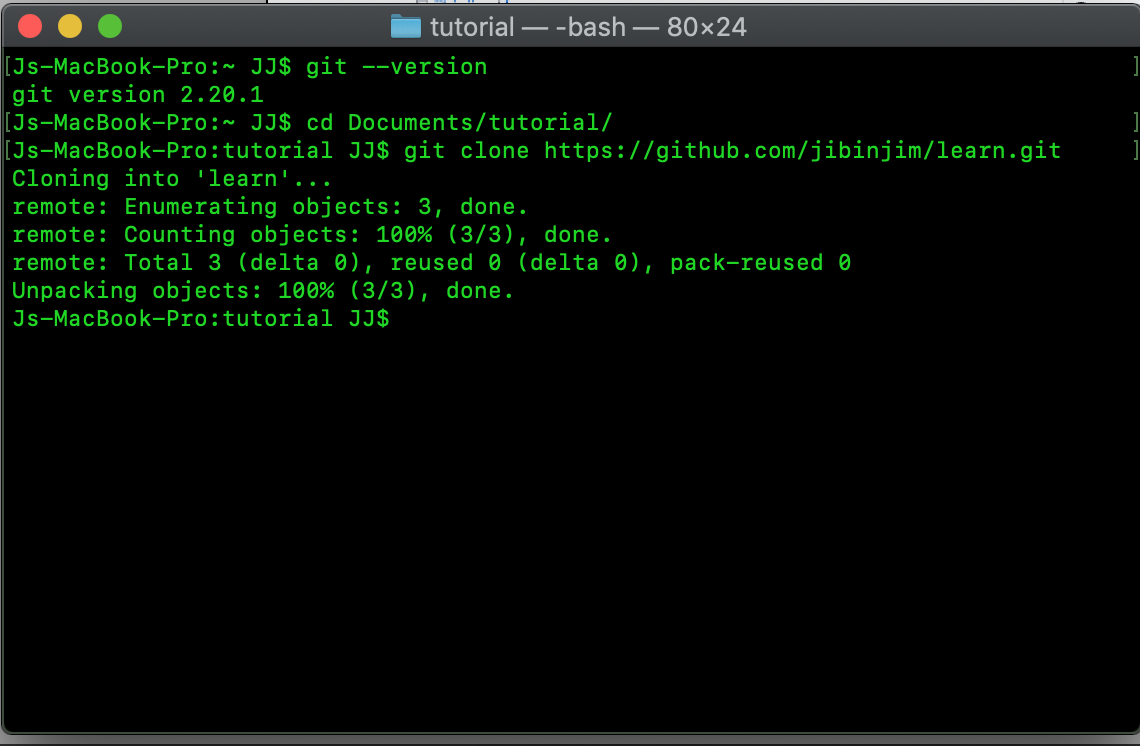 tutorial — -bash — 80×24
[Js-MacBook-Pro:~ JJ$ git --version ]
git version 2.20.1
[Js-MacBook-Pro:~ JJ$ cd Documents/tutorial/ ]
[Js-MacBook-Pro:tutorial JJ$ git clone https://github.com/jibinjim/learn.git ]
Cloning into 'learn'...
remote: Enumerating objects: 3, done.
remote: Counting objects: 100% (3/3), done.
remote: Total 3 (delta 0), reused 0 (delta 0), pack-reused 0
Unpacking objects: 100% (3/3), done.
Js-MacBook-Pro:tutorial JJ$